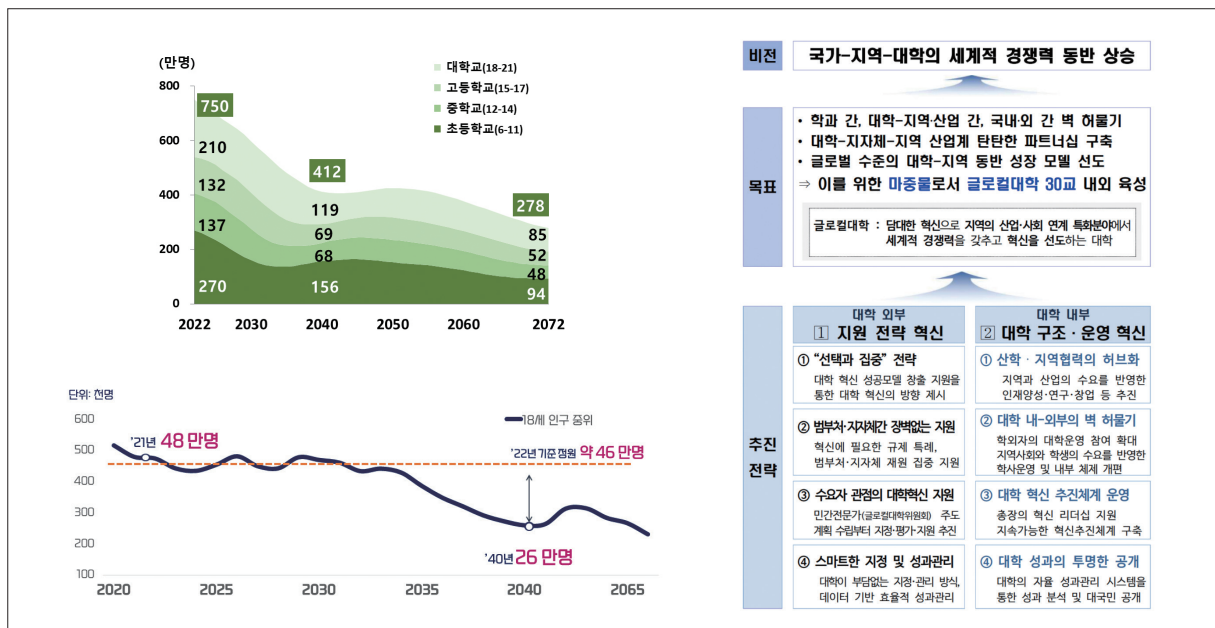 (만명)
800
600
400
200
0
750
210
132
137
270
412
119
69
68
156
278
85
52
48
94
대학교(18-21)
고등학교(15-17)
중학교(12-14)
초등학교(6-11)
2022 2030 2040 2050 2060 2072
단위: 천명
600
500
400
300
200
100
18세 인구 중위
'21년 48 만명
'22년 기준 정원 약 46 만명
'40년 26 만명
2020 2025 2030 2035 2040 2065
비전
국가-지역-대학의 세계적 경쟁력 동반 상승
목표
• 학과 간, 대학-지역·산업 간, 국내·외 간 벽 허물기
• 대학-지자체-지역 산업계 탄탄한 파트너십 구축
• 글로벌 수준의 대학-지역 동반 성장 모델 선도
⇒ 이를 위한 마중물로서 글로컬대학 30교 내외 육성
글로컬대학 : 담대한 혁신으로 지역의 산업·사회 연계 특화분야에서
세계적 경쟁력을 갖추고 혁신을 선도하는 대학
추진
전략
대학 외부
1 지원 전략 혁신
① “선택과 집중” 전략
대학 혁신 성공모델 창출 지원을
통한 대학 혁신의 방향 제시
② 범부처·지자체간 장벽없는 지원
혁신에 필요한 규제 특례,
범부처·지자체 재원 집중 지원
③ 수요자 관점의 대학혁신 지원
민간전문가(글로컬대학위원회) 주도
계획 수립부터 지정·평가·지원 추진
④ 스마트한 지정 및 성과관리
대학이 부담없는 지정·관리 방식,
데이터 기반 효율적 성과관리
대학 내부
2 대학 구조 · 운영 혁신
① 산학 · 지역협력의 허브화
지역과 산업의 수요를 반영한
인재양성·연구·창업 등 추진
② 대학 내-외부의 벽 허물기
학외자의 대학운영 참여 확대
지역사회와 학생의 수요를 반영한
학사운영 및 내부 체제 개편
③ 대학 혁신 추진체계 운영
총장의 혁신 리더십 지원
지속가능한 혁신추진체계 구축
④ 대학 성과의 투명한 공개
대학의 자율 성과관리 시스템을
통한 성과 분석 및 대국민 공개